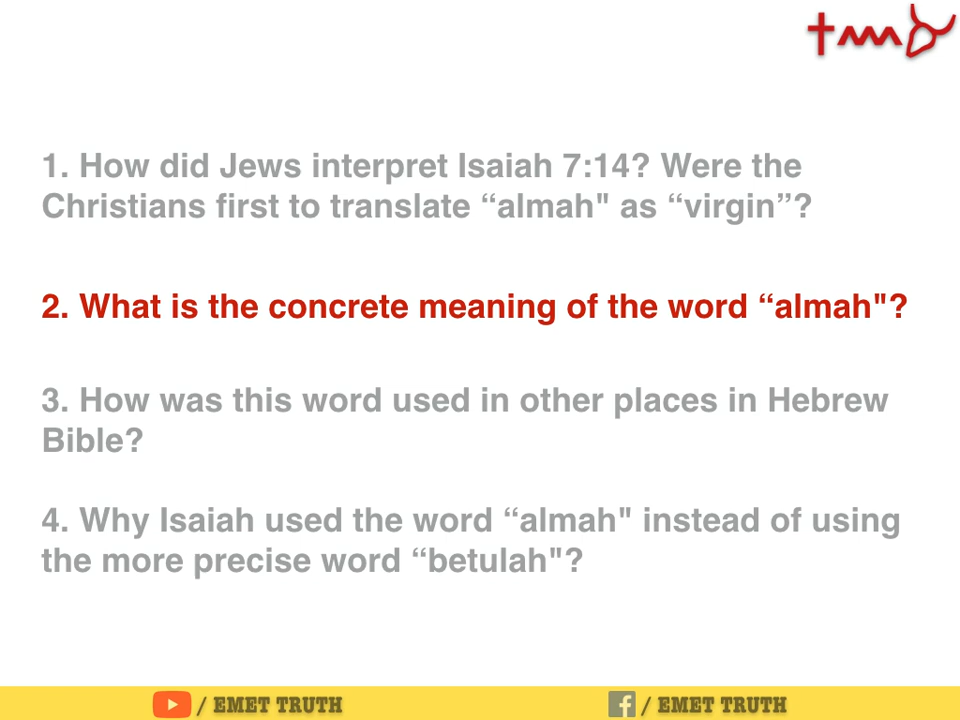 1. How did Jews interpret Isaiah 7:14? Were the
Christians first to translate “almah" as “virgin”?
2. What is the concrete meaning of the word “almah"?
3. How was this word used in other places in Hebrew
Bible?
4. Why Isaiah used the word “almah" instead of using
the more precise word “betulah"?
/ EMET TRUTH
/ EMET TRUTH